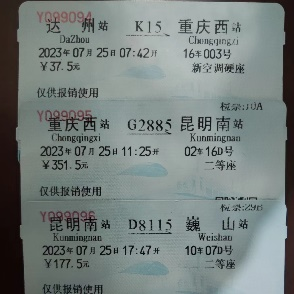 Y099094
达 州站 K15 重庆西站
DaZhou Chongqingxi
2023年07月25日07:42开 16车003号
￥37.5元 新空调硬座
仅供报销使用
Y099095 检票:10A
重庆西站 G2885 昆明南站
Chongqingxi Kunmingnan
2023年07月25日11:25开 02车16D号
￥351.5元 二等座
仅供报销使用
Y099096
昆明南站 D8115 巍 山站
Kunmingnan Weishan
2023年07月25日17:47开 10车07D号
￥177.5元 二等座
仅供报销使用